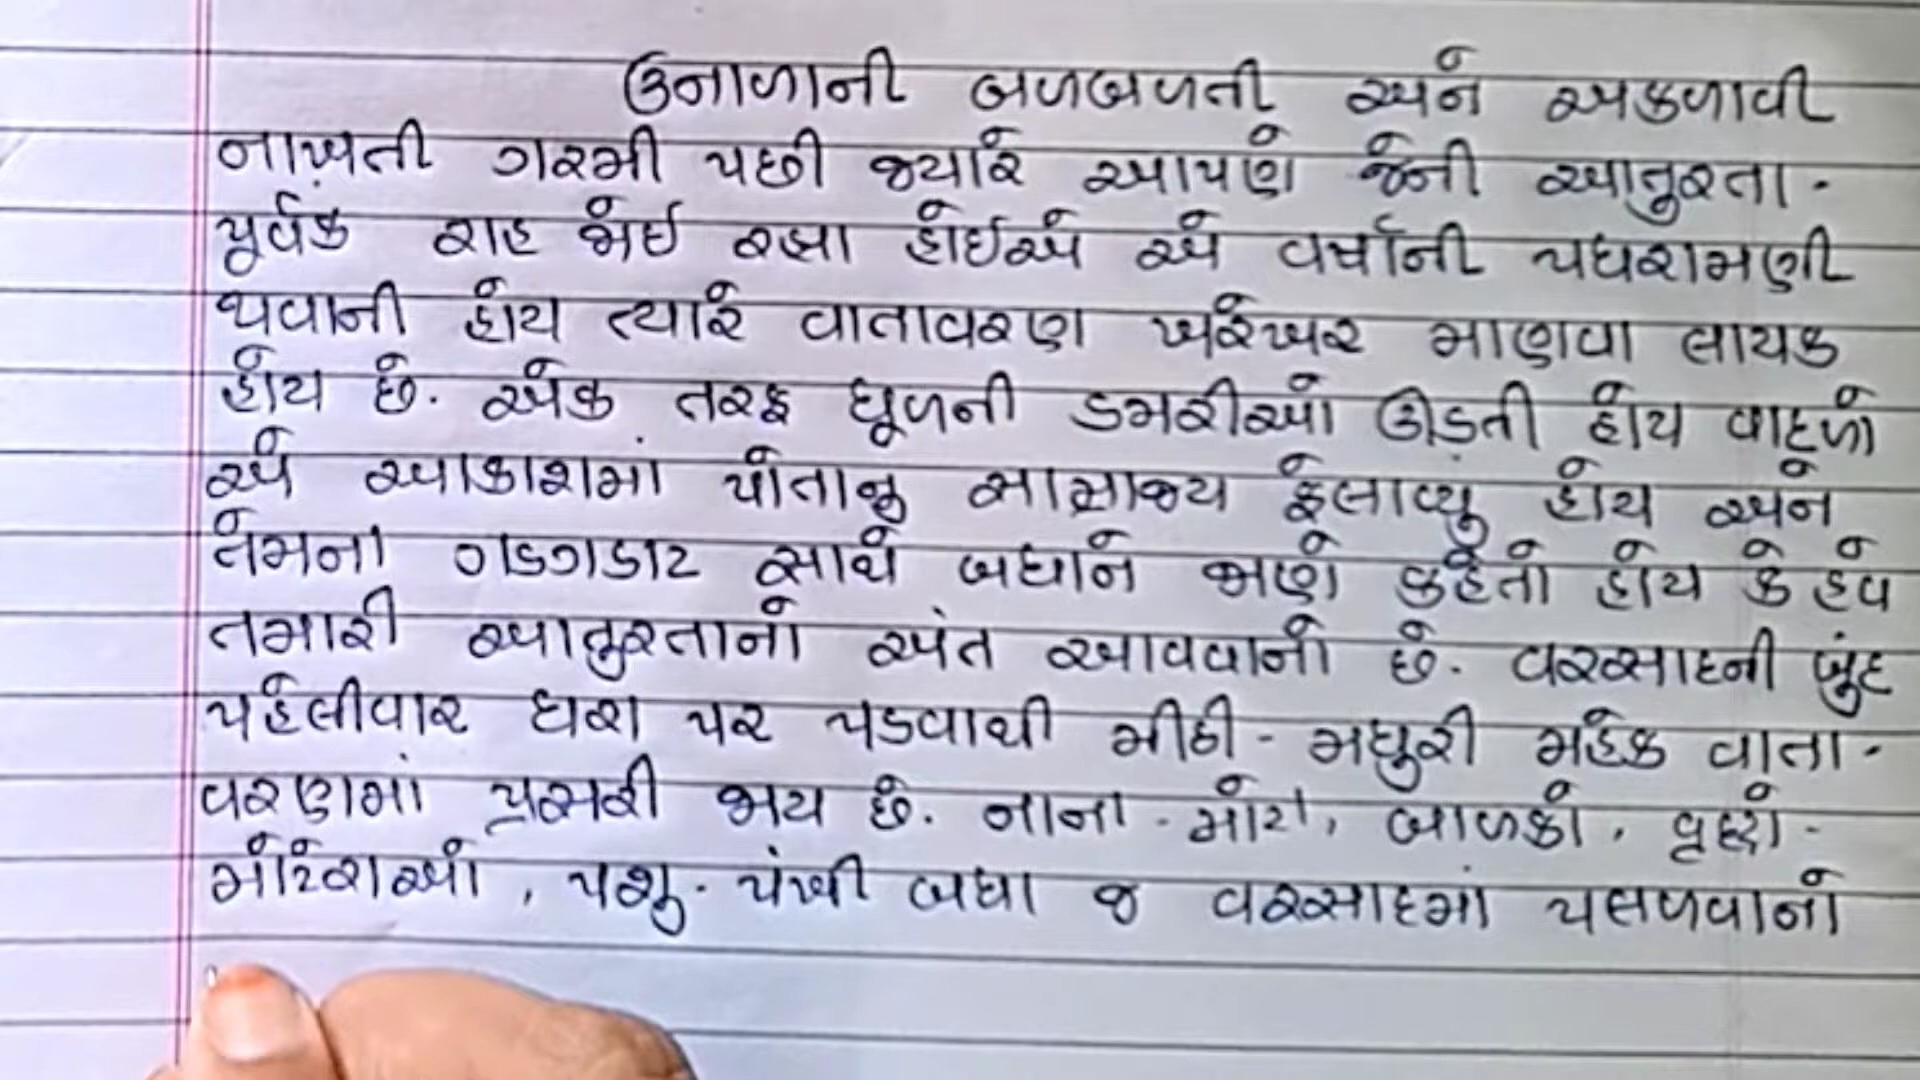 ઉનાળાની બળબળતી અને અકળાવી
નાખતી ગરમી પછી જ્યારે આપણે જેની આતુરતા-
પૂર્વક રાહ જોઈ રહ્યા હોઈએ એ વર્ષાની પધરામણી
થવાની હોય ત્યારે વાતાવરણ ખરેખર માણવા લાયક
હોય છે. એક તરફ ધૂળની ડમરીઓ ઊડતી હોય વાદળો
એ આકાશમાં પોતાનુ સામ્રાજ્ય ફેલાવ્યું હોય અને
તેમના ગડગડાટ સાથે બધાને જાણે કહેતો હોય કે હવે
તમારી આતુરતાનો અંત આવવાનો છે. વરસાદની બુંદ
પહેલીવાર ધરા પર પડવાથી મીઠી - મધુરી મહેક વાતા-
વરણમાં પ્રસરી જાય છે. નાના - મોટા, બાળકો, વૃદ્ધો -
મોટેરાઓ, પશુ - પંખી બધા જ વરસાદમાં પલળવાનો